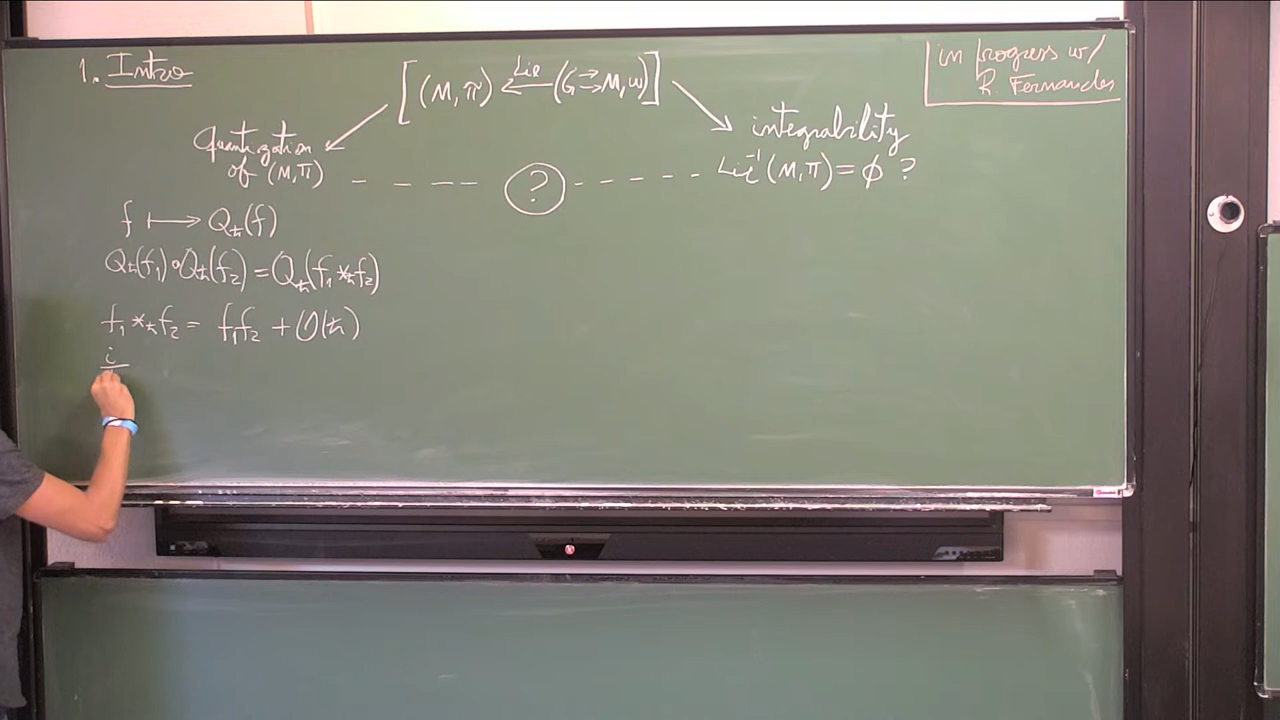 1. Intro
[(M, π) ←Lie (G ⇉ M, ω)]
in progress w/
R. Fernandes
Quantization
of (M, π)
integrability
Lie⁻¹(M, π) = ϕ ?
?
f ⟼ Qℏ(f)
Qℏ(f₁)∘Qℏ(f₂) = Qℏ(f₁ *ℏ f₂)
f₁ *ℏ f₂ = f₁f₂ + O(ℏ)
i